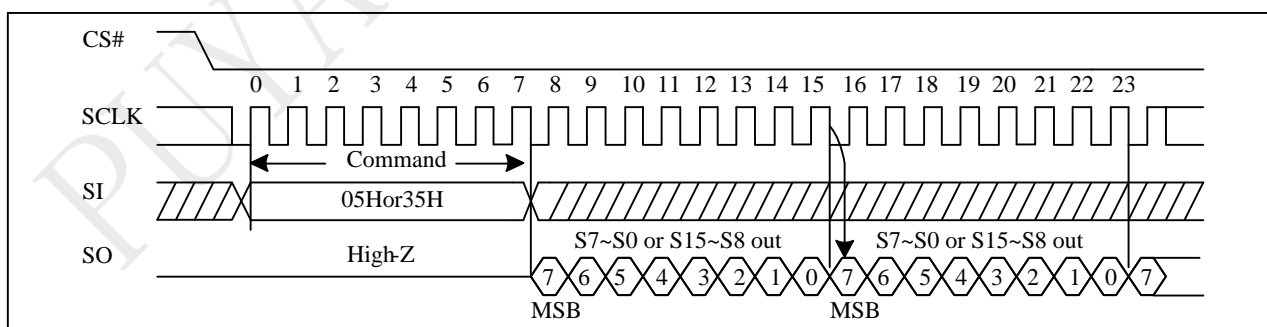 PUYA
CS#
0 1 2 3 4 5 6 7 8 9 10 11 12 13 14 15 16 17 18 19 20 21 22 23
SCLK
Command
SI
05Hor35H
S7~S0 or S15~S8 out S7~S0 or S15~S8 out
SO
High-Z
7 6 5 4 3 2 1 0 7 6 5 4 3 2 1 0 7
MSB MSB